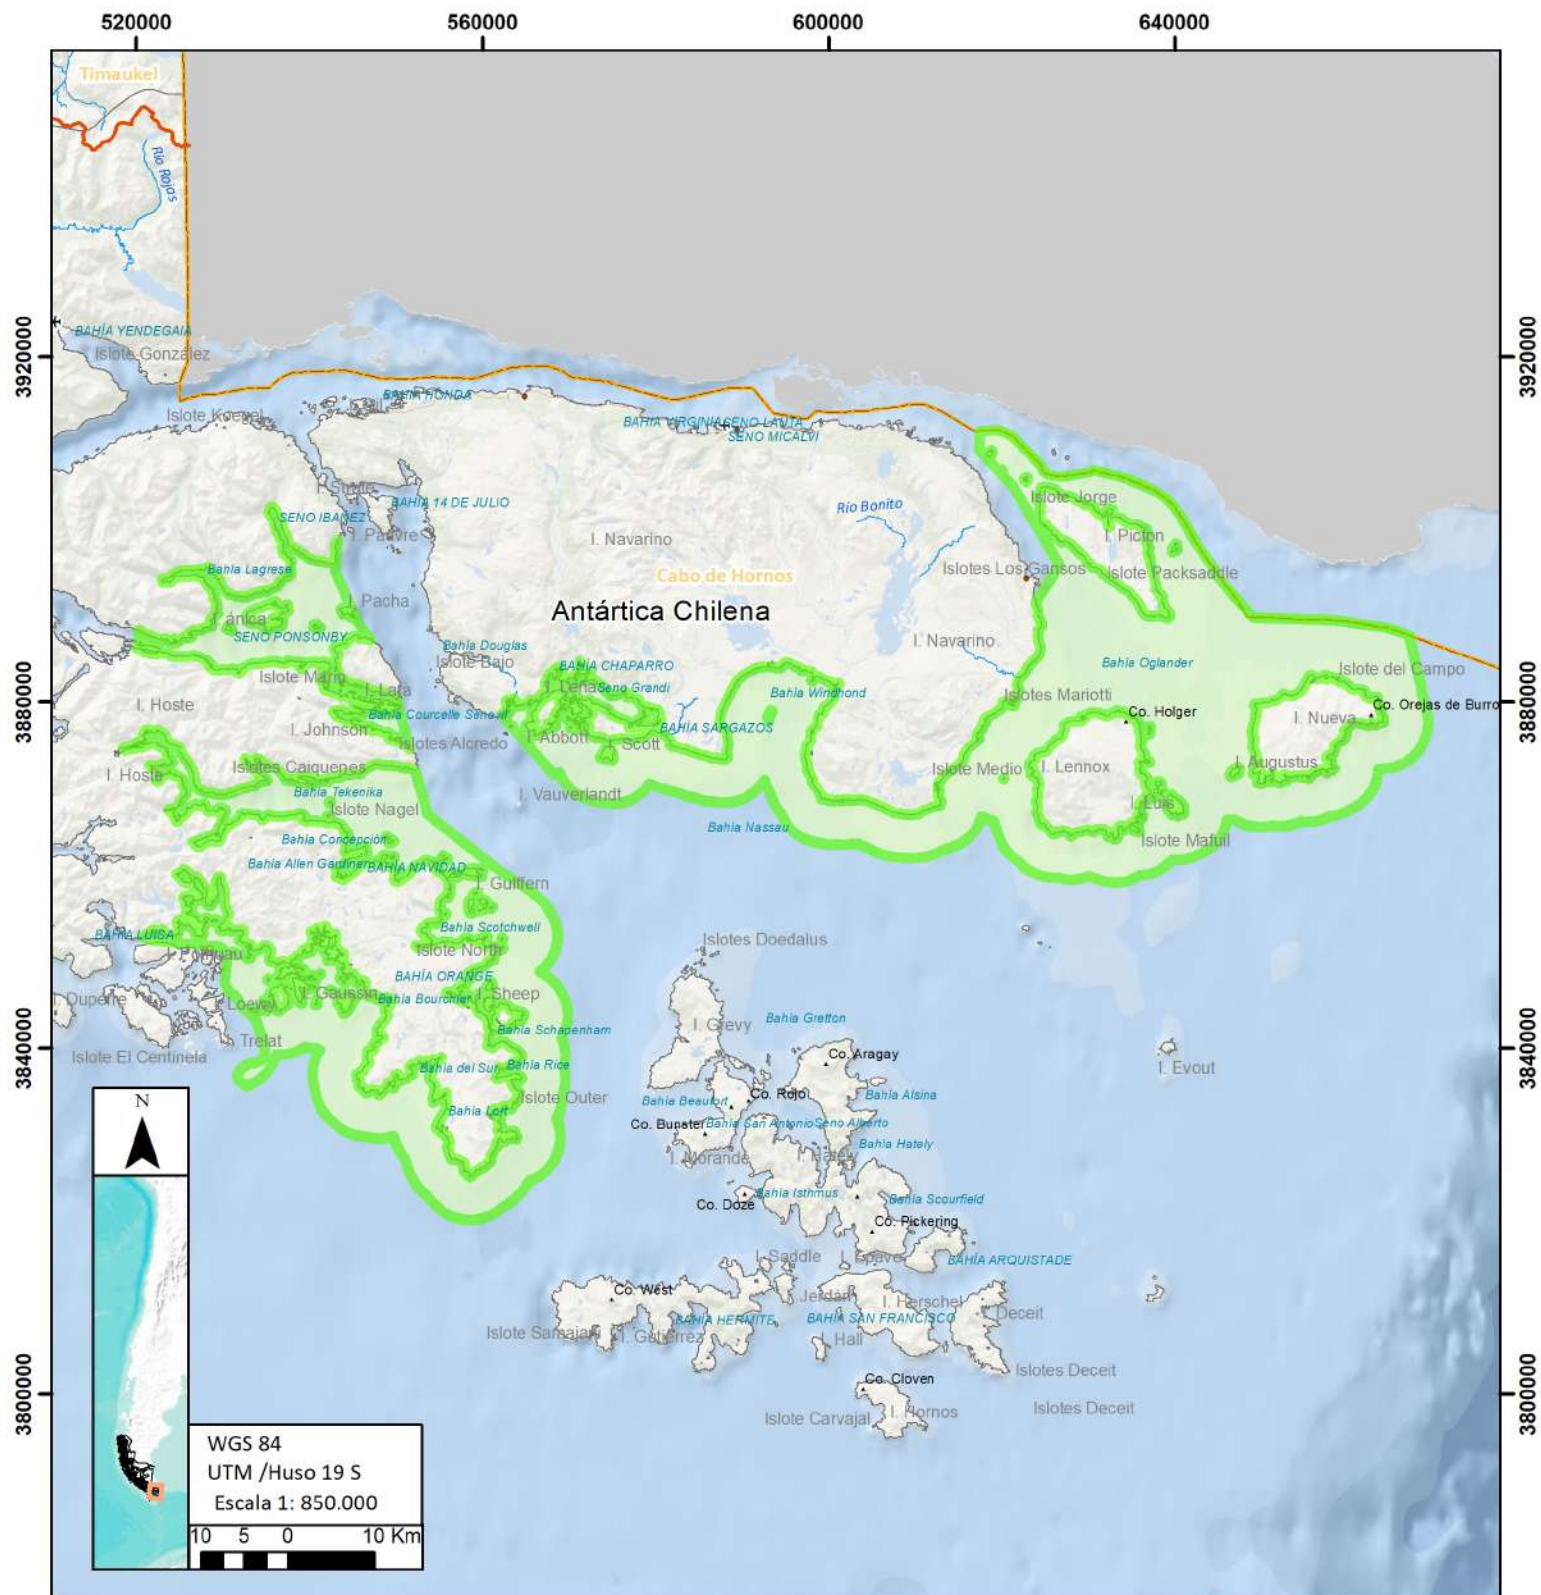 520000
560000
600000
640000
Timaukel
Río Rojas
BAHÍA YENDEGAIA
Islote González
3920000
3920000
BAHIA HONDA
Islote Koegel
BAHIA VIRGINIA
SENO LAUTA
SENO MICALVI
BAHÍA 14 DE JULIO
SENO IBAÑEZ
Islote Jorge
Río Bonito
I. Navarino
I. Picton
Islotes Los Gansos
Islote Packsaddle
Bahía Lagrese
Cabo de Hornos
Antártica Chilena
I. Pacha
SENO PONSONBY
I. Navarino
Bahía Douglas
Islote Bajo
BAHÍA CHAPARRO
Bahía Oglander
Islote del Campo
Islote Marin
I. Lata
Seno Grandi
Bahía Windhond
Islotes Mariotti
3880000
3880000
I. Hoste
Co. Orejas de Burro
Co. Holger
I. Nueva
Bahía Courcelle Seneuil
BAHÍA SARGAZOS
I. Johnson
I. Abbott
I. Scott
Islotes Alcredo
I. Hoste
Islotes Caiquenes
Islote Medio
I. Lennox
I. Augustus
Bahía Tekenika
I. Vauverlandt
Islote Nagel
I. Luis
Bahía Nassau
Islote Mafuil
Bahía Concepción
Bahía Allen Gardiner
BAHÍA NAVIDAD
I. Gulffern
BAHÍA LUISA
Bahía Scotchwell
Islotes Doedalus
Islote North
BAHÍA ORANGE
I. Duperre
I. Gaussin
Bahía Bourchier
I. Sheep
Bahía Gretton
I. Grevy
Bahía Schapenham
Trelat
3840000
3840000
Islote El Centinela
Co. Aragay
Bahía del Sur
Bahía Rice
I. Evout
Islote Outer
Co. Rojo
Bahía Alsina
Bahía Beaufort
Bahía Lort
Co. Bunster
Bahía San Antonio
Seno Alberto
Bahía Hately
I. Morande
I. Hately
Bahía Isthmus
Bahía Scourfield
Co. Doze
Co. Pickering
I. Saddle
BAHÍA ARQUISTADE
Co. West
Jerdán
I. Herschel
Deceit
BAHÍA HERMITE
BAHÍA SAN FRANCISCO
I. Gutiérrez
I. Hall
Islotes Deceit
Co. Cloven
3800000
3800000
Islote Carvajal
I. Hornos
Islotes Deceit
N
WGS 84
UTM /Huso 19 S
Escala 1: 850.000
10 5 0 10 Km